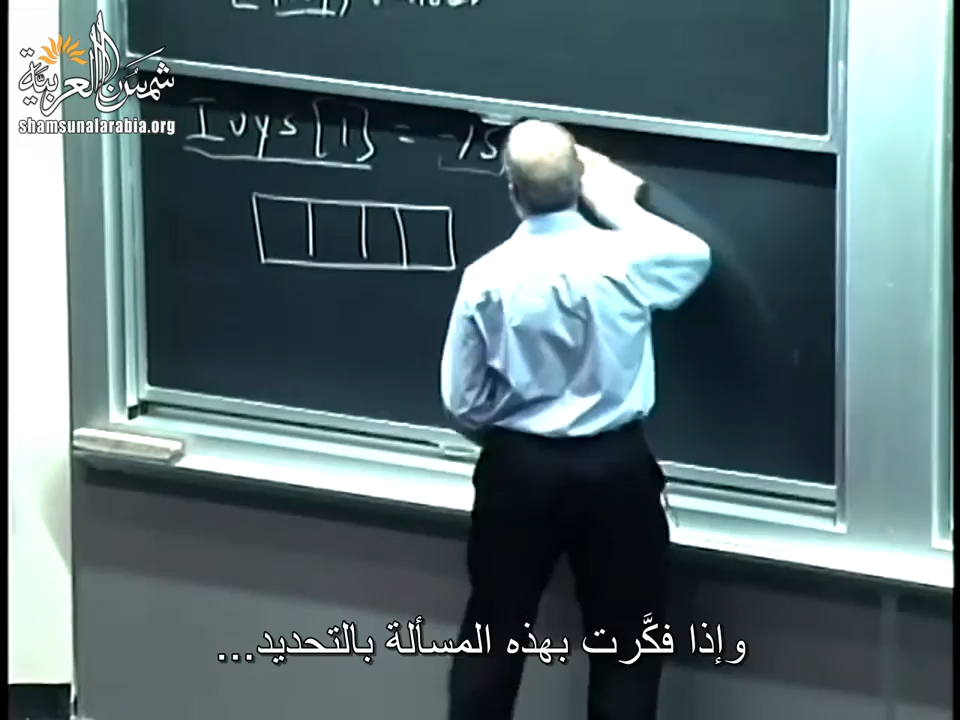 شمس العربية
shamsunalarabia.org
Ivys[1] = -15
وإذا فكَّرت بهذه المسألة بالتحديد...